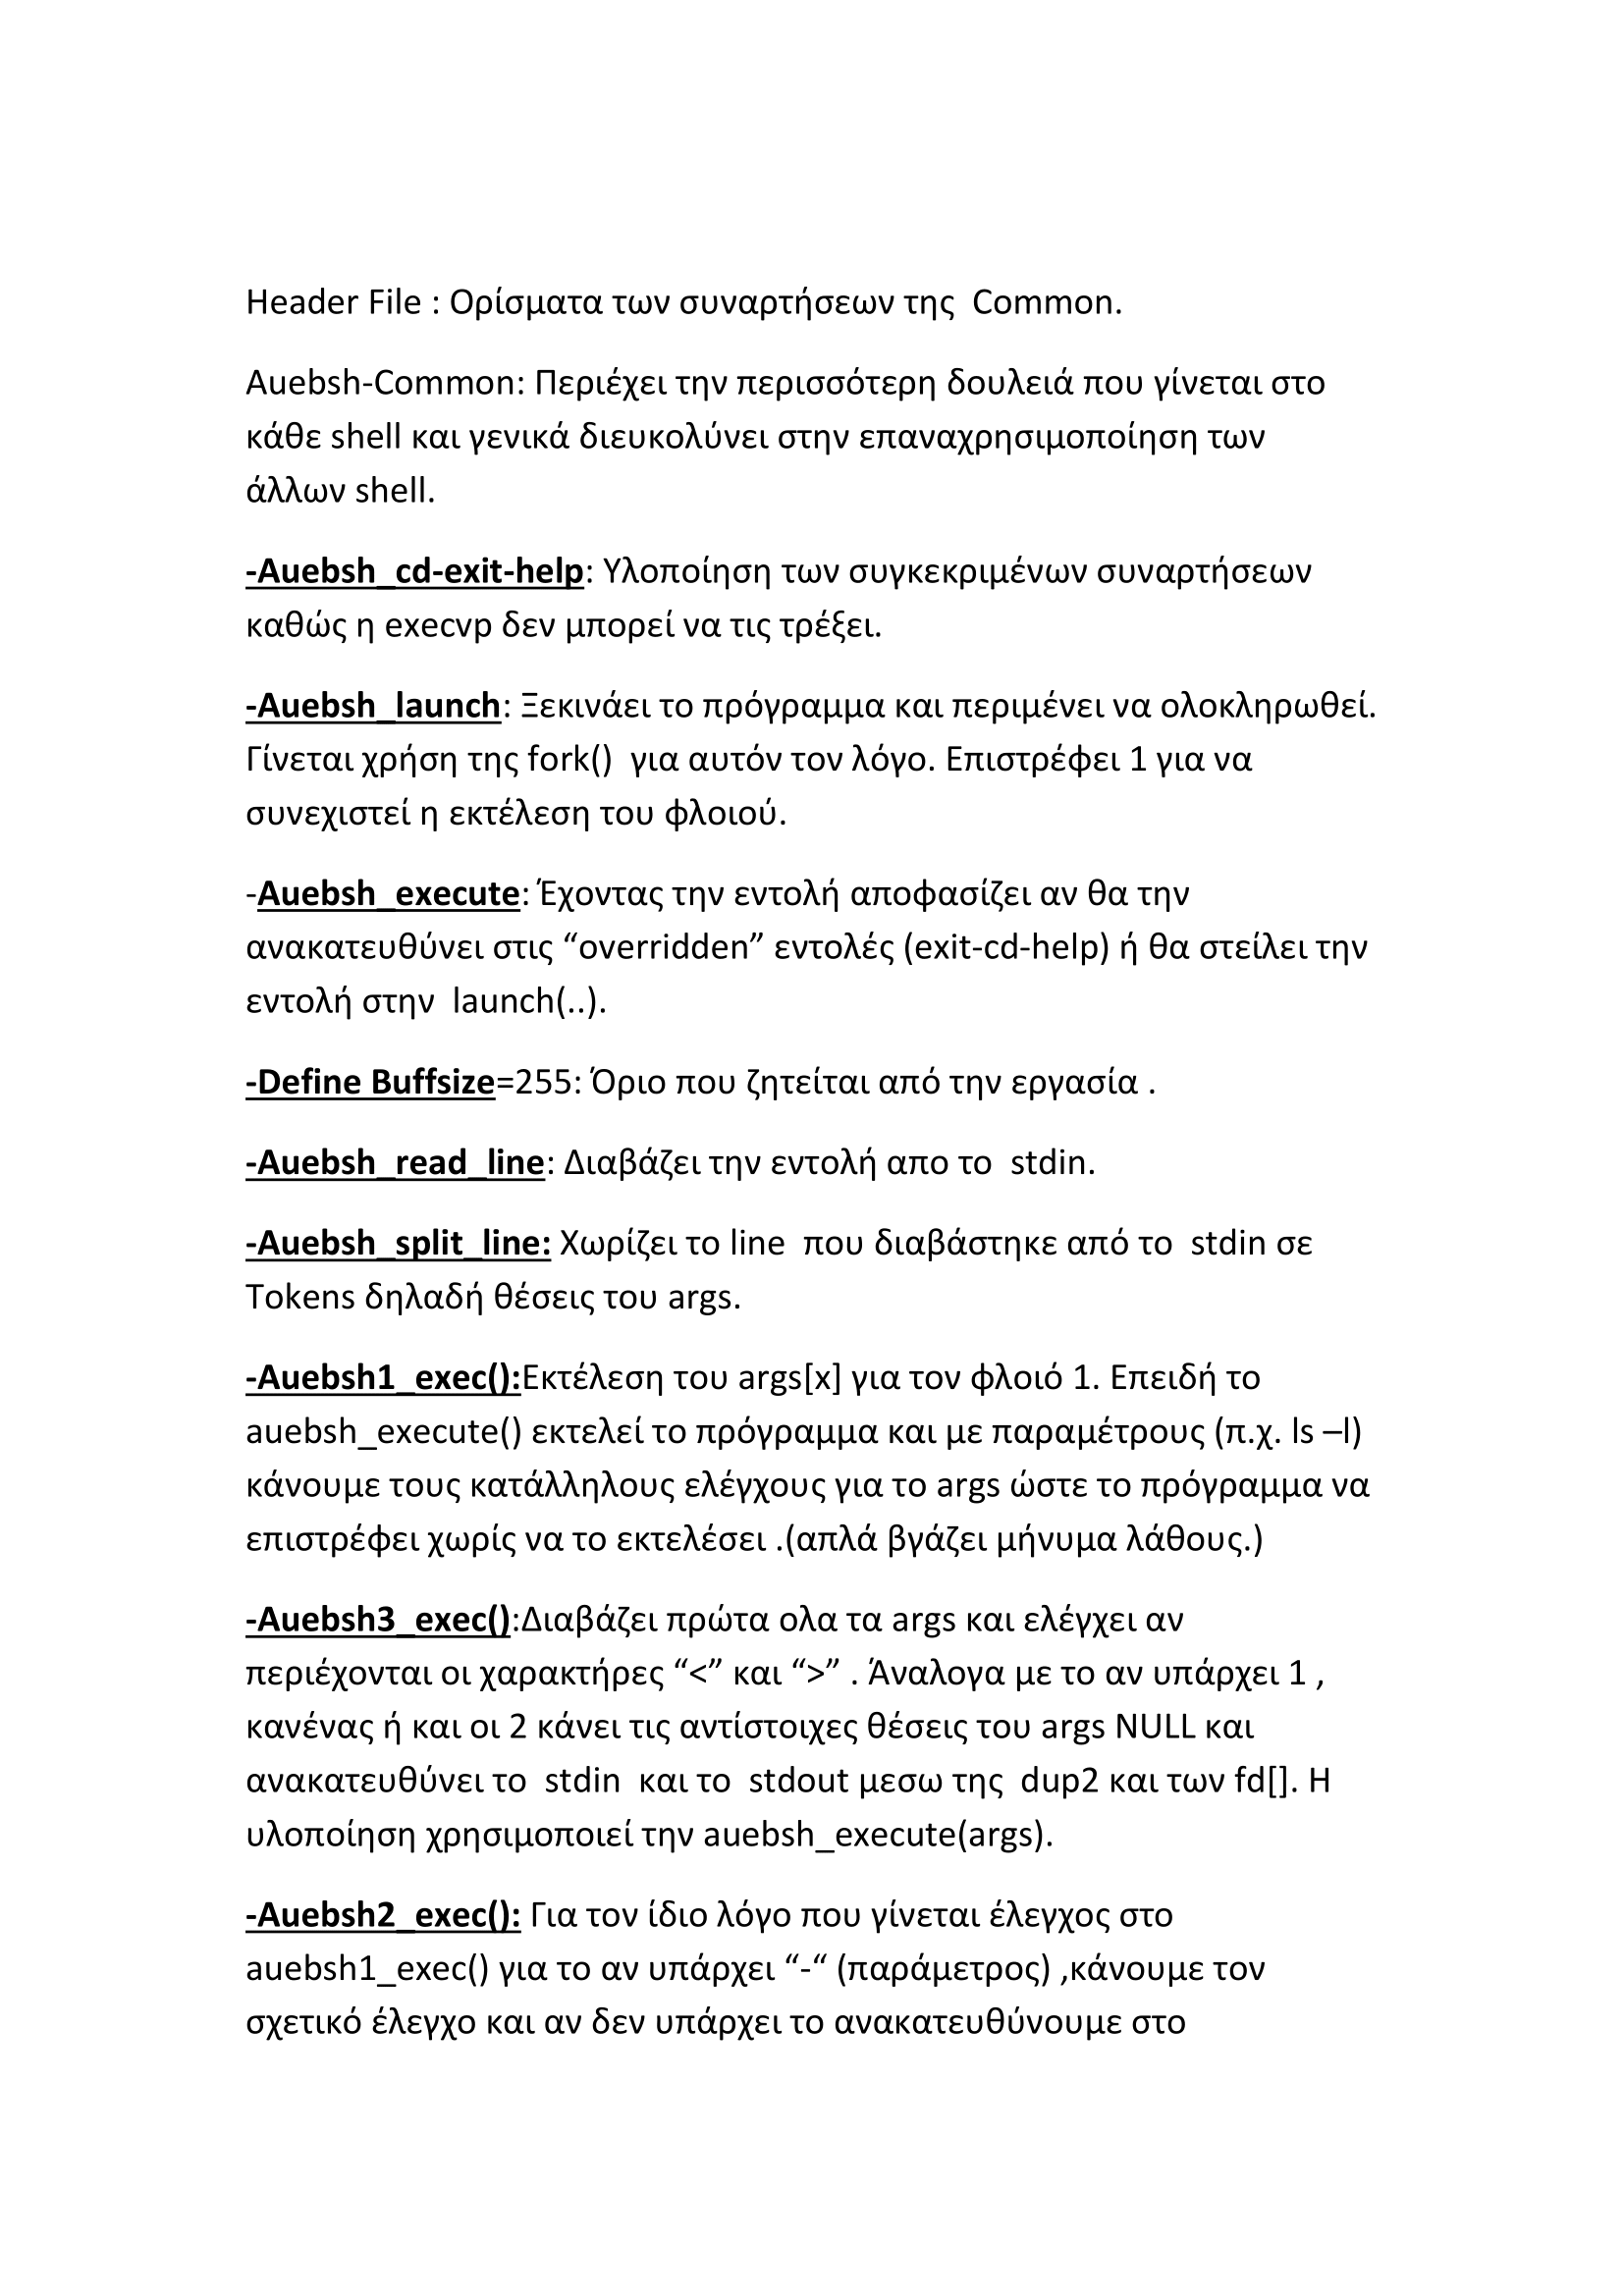 Header File : Ορίσματα των συναρτήσεων της  Common.
Auebsh-Common: Περιέχει την περισσότερη δουλειά που γίνεται στο
κάθε shell και γενικά διευκολύνει στην επαναχρησιμοποίηση των
άλλων shell.
-Auebsh_cd-exit-help: Υλοποίηση των συγκεκριμένων συναρτήσεων
καθώς η execvp δεν μπορεί να τις τρέξει.
-Auebsh_launch: Ξεκινάει το πρόγραμμα και περιμένει να ολοκληρωθεί.
Γίνεται χρήση της fork()  για αυτόν τον λόγο. Επιστρέφει 1 για να
συνεχιστεί η εκτέλεση του φλοιού.
-Auebsh_execute: Έχοντας την εντολή αποφασίζει αν θα την
ανακατευθύνει στις “overridden” εντολές (exit-cd-help) ή θα στείλει την
εντολή στην  launch(..).
-Define Buffsize=255: Όριο που ζητείται από την εργασία .
-Auebsh_read_line: Διαβάζει την εντολή απο το  stdin.
-Auebsh_split_line: Χωρίζει το line  που διαβάστηκε από το  stdin σε
Tokens δηλαδή θέσεις του args.
-Auebsh1_exec():Εκτέλεση του args[x] για τον φλοιό 1. Επειδή το
auebsh_execute() εκτελεί το πρόγραμμα και με παραμέτρους (π.χ. ls –l)
κάνουμε τους κατάλληλους ελέγχους για το args ώστε το πρόγραμμα να
επιστρέφει χωρίς να το εκτελέσει .(απλά βγάζει μήνυμα λάθους.)
-Auebsh3_exec():Διαβάζει πρώτα ολα τα args και ελέγχει αν
περιέχονται οι χαρακτήρες “<” και “>” . Άναλογα με το αν υπάρχει 1 ,
κανένας ή και οι 2 κάνει τις αντίστοιχες θέσεις του args NULL και
ανακατευθύνει το  stdin  και το  stdout μεσω της  dup2 και των fd[]. Η
υλοποίηση χρησιμοποιεί την auebsh_execute(args).
-Auebsh2_exec(): Για τον ίδιο λόγο που γίνεται έλεγχος στο
auebsh1_exec() για το αν υπάρχει “-“ (παράμετρος) ,κάνουμε τον
σχετικό έλεγχο και αν δεν υπάρχει το ανακατευθύνουμε στο